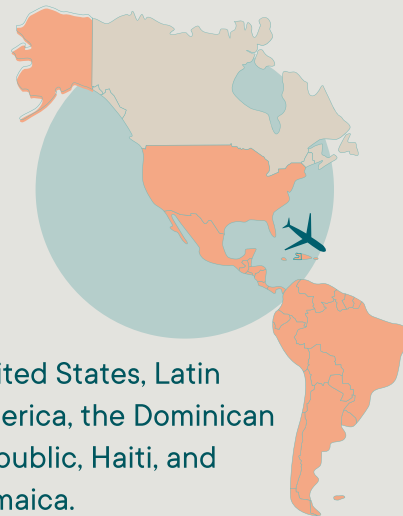 ited States, Latin
erica, the Dominican
public, Haiti, and
maica.